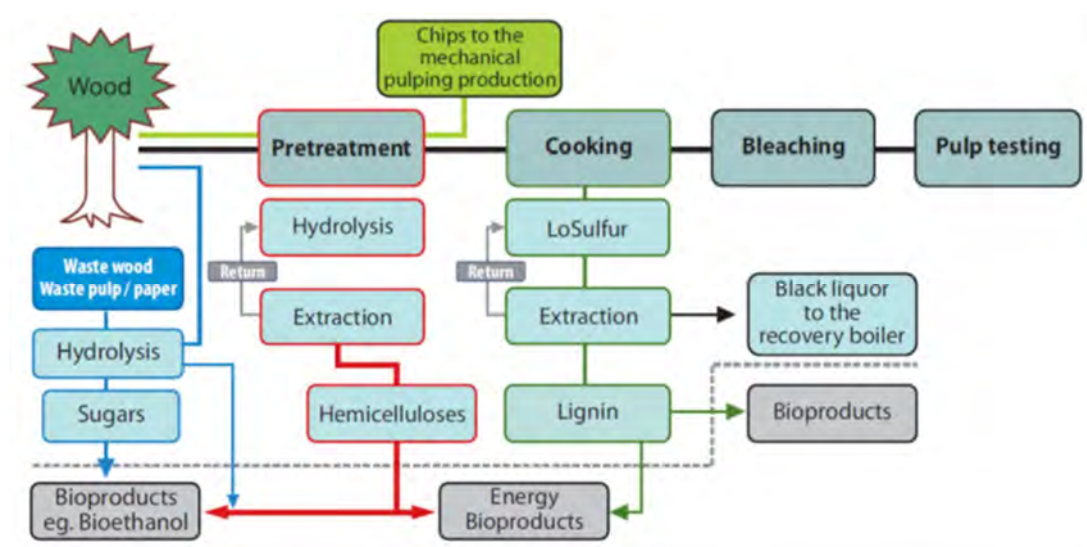 Chips to the
mechanical
pulping production
Wood
Pretreatment
Cooking
Bleaching
Pulp testing
Hydrolysis
LoSulfur
Waste wood
Waste pulp / paper
Return
Return
Black liquor
to the
recovery boiler
Extraction
Extraction
Hydrolysis
Sugars
Hemicelluloses
Lignin
Bioproducts
Bioproducts
eg. Bioethanol
Energy
Bioproducts